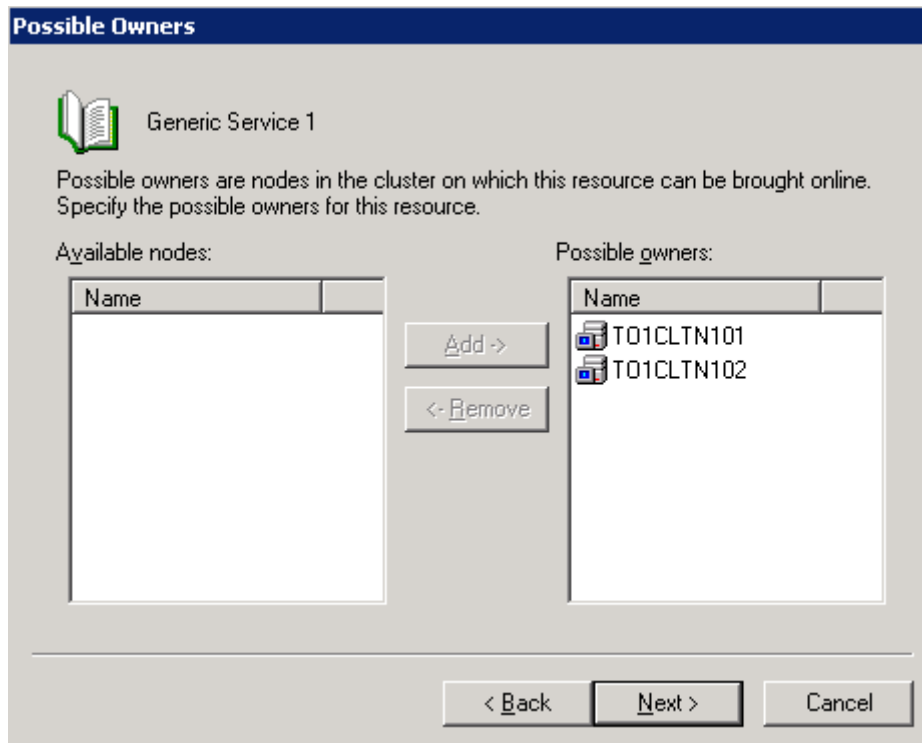 Possible Owners
Generic Service 1
Possible owners are nodes in the cluster on which this resource can be brought online.
Specify the possible owners for this resource.
Available nodes:
Possible owners:
Name
Name
Add ->
TO1CLTN101
TO1CLTN102
<- Remove
< Back
Next >
Cancel